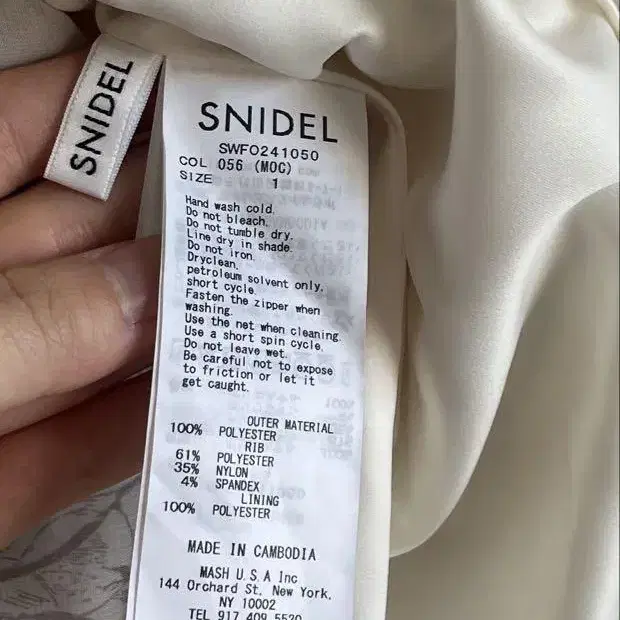 SNIDEL
SNIDEL
SWFO241050
COL 056 (MOC)
SIZE 1
Hand wash cold.
Do not bleach.
Do not tumble dry.
Line dry in shade.
Do not iron.
Dryclean,
petroleum solvent only,
short cycle.
Fasten the zipper when
washing.
Use the net when cleaning.
Use a short spin cycle.
Do not leave wet.
Be careful not to expose
to friction or let it
get caught.
OUTER MATERIAL
100% POLYESTER
RIB
61% POLYESTER
35% NYLON
4% SPANDEX
LINING
100% POLYESTER
MADE IN CAMBODIA
MASH U.S.A Inc
144 Orchard St, New York,
NY 10002
TEL 917 409 5520